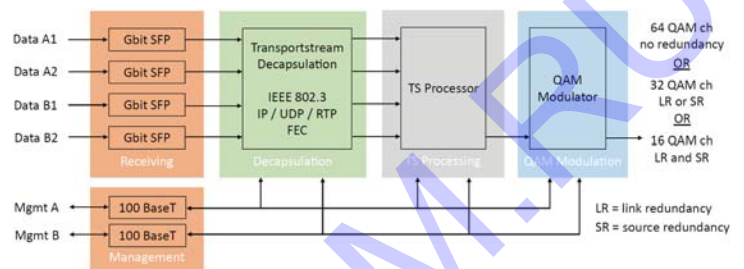 Data A1
Data A2
Data B1
Data B2
Gbit SFP
Gbit SFP
Gbit SFP
Gbit SFP
Receiving
Transportstream
Decapsulation
IEEE 802.3
IP / UDP / RTP
FEC
Decapsulation
TS Processor
TS Processing
QAM
Modulator
QAM Modulation
64 QAM ch
no redundancy
OR
32 QAM ch
LR or SR
OR
16 QAM ch
LR and SR
Mgmt A
Mgmt B
100 BaseT
100 BaseT
Management
LR = link redundancy
SR = source redundancy
M.RU